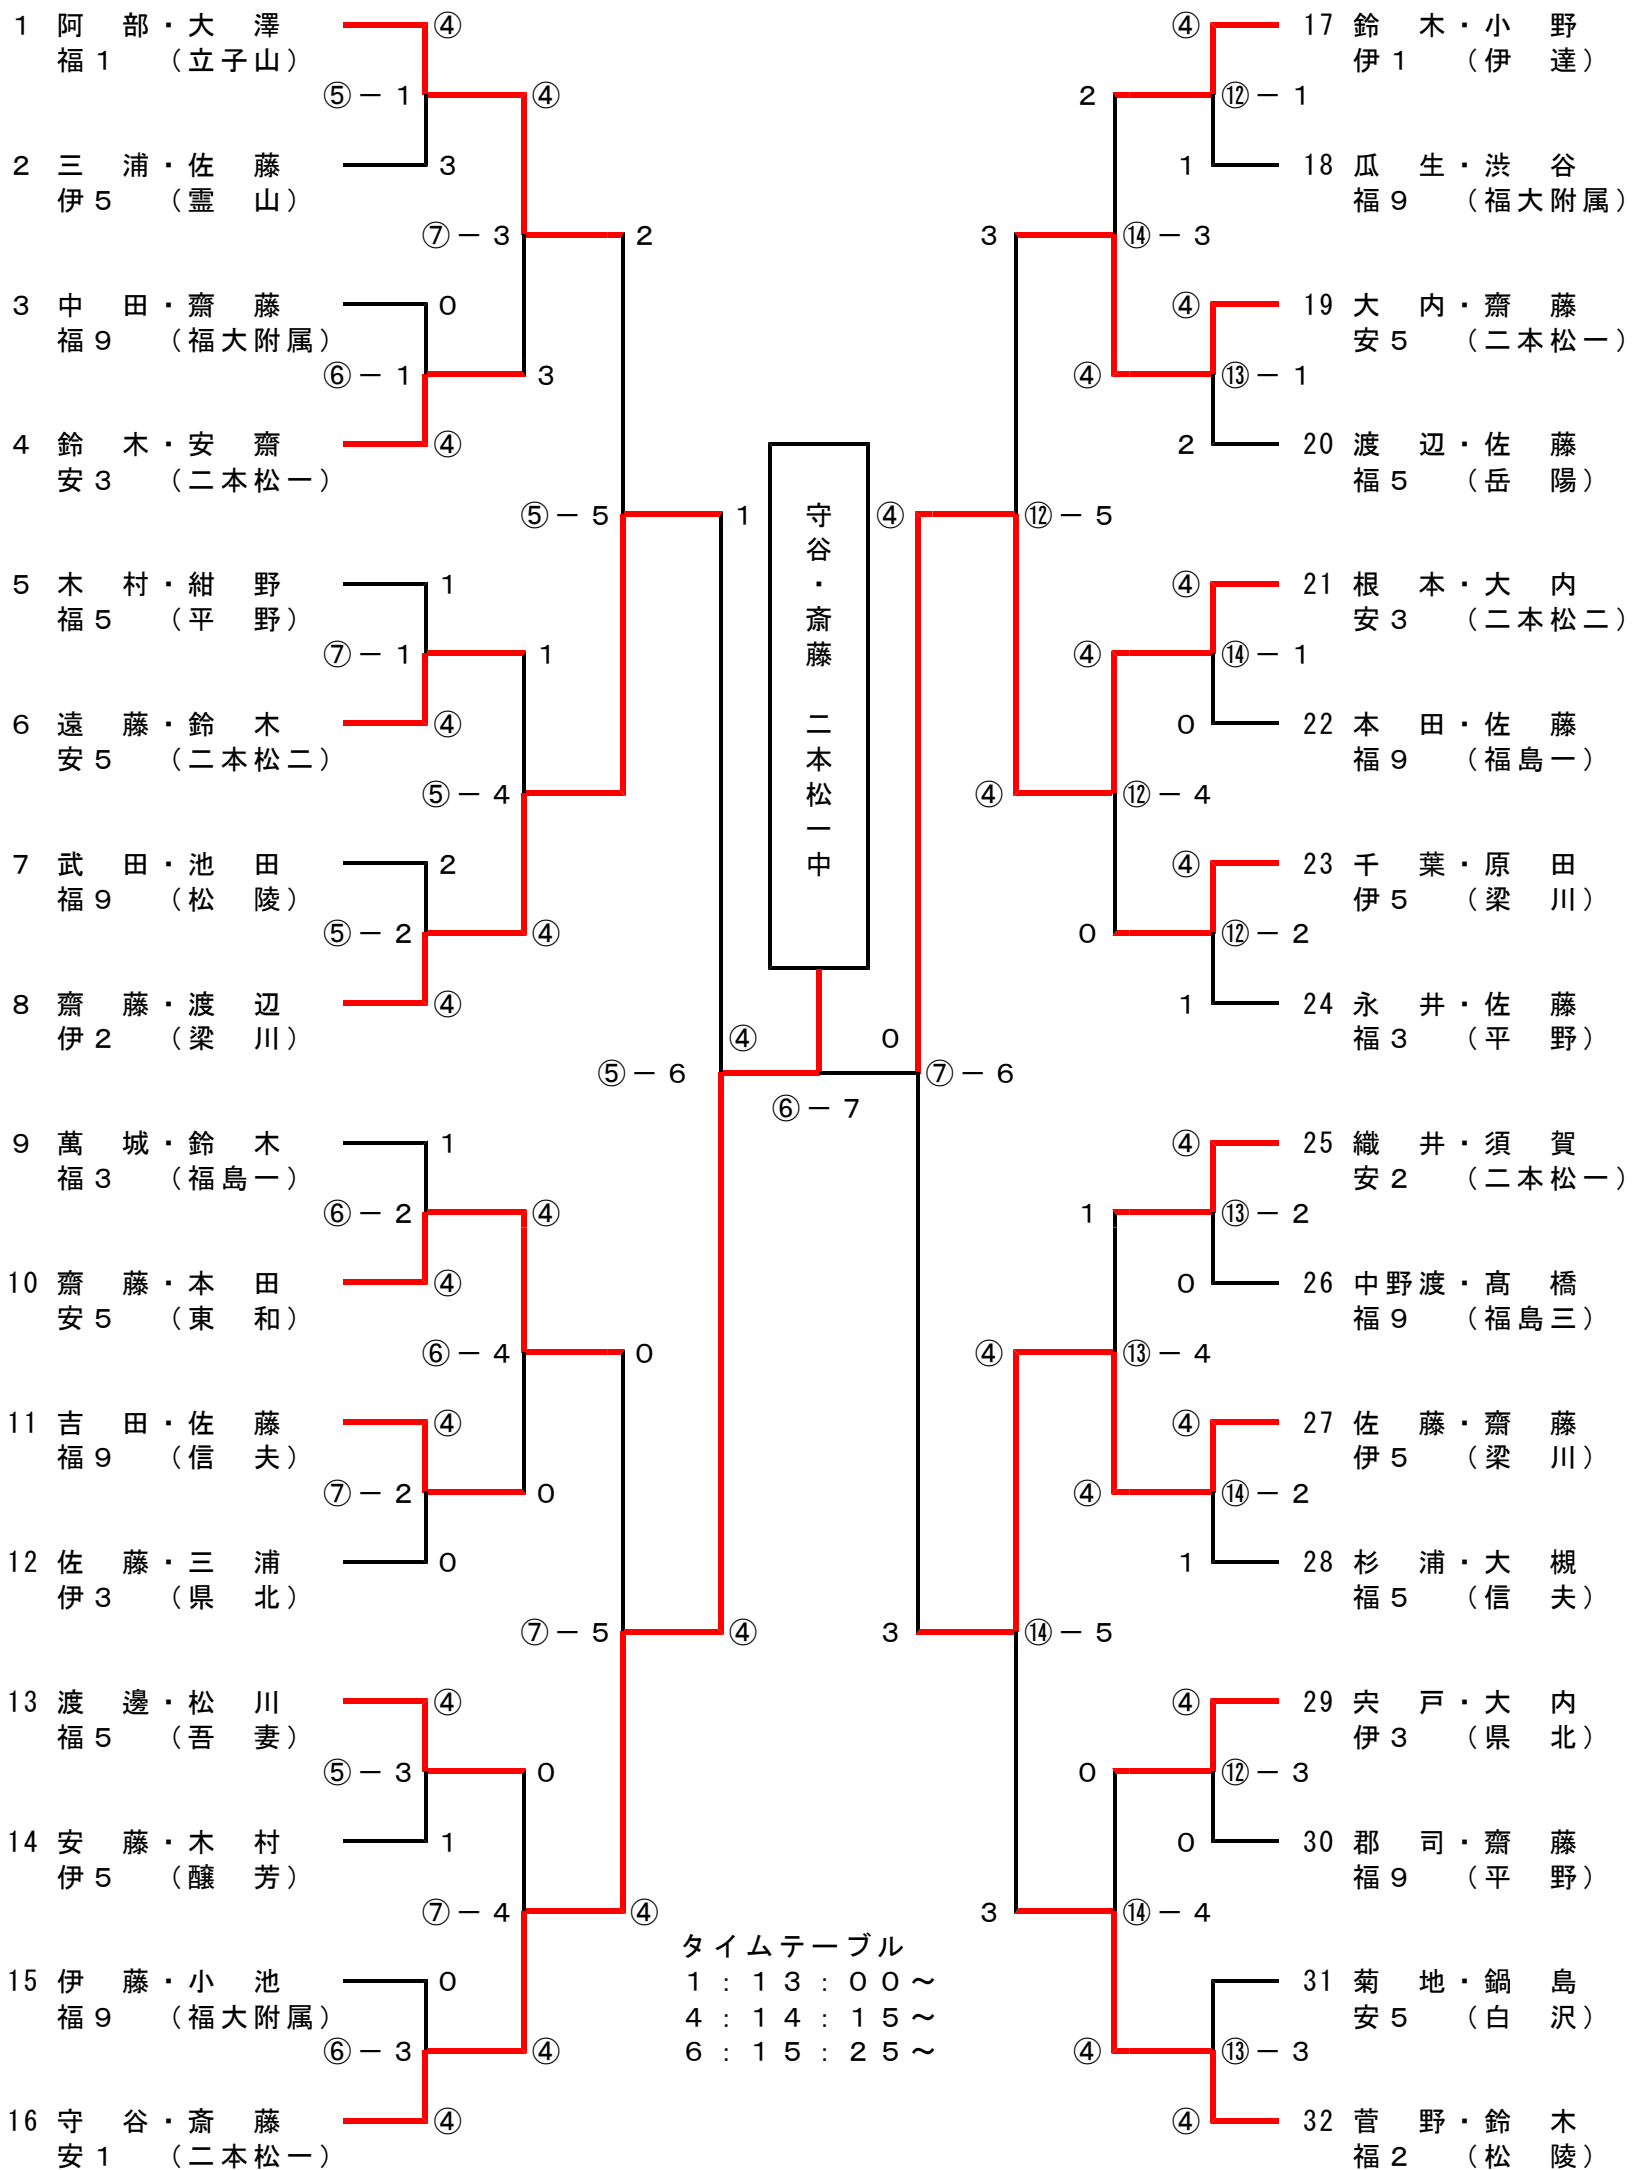 1 阿部・大澤 ④
福1 (立子山)
⑤－1 ④
2 三浦・佐藤 3
伊5 (霊山)
⑦－3 2
3 中田・齋藤 0
福9 (福大附属)
⑥－1 3
4 鈴木・安齋 ④
安3 (二本松一)
⑤－5 1
5 木村・紺野 1
福5 (平野)
⑦－1 1
6 遠藤・鈴木 ④
安5 (二本松二)
⑤－4
7 武田・池田 2
福9 (松陵)
⑤－2 ④
8 齋藤・渡辺 ④
伊2 (梁川)
⑤－6 ④
9 萬城・鈴木 1
福3 (福島一)
⑥－2 ④
10 齋藤・本田 ④
安5 (東和)
⑥－4 0
11 吉田・佐藤 ④
福9 (信夫)
⑦－2 0
12 佐藤・三浦 0
伊3 (県北)
⑦－5 ④
13 渡邊・松川 ④
福5 (吾妻)
⑤－3 0
14 安藤・木村 1
伊5 (醸芳)
⑦－4 ④
15 伊藤・小池 0
福9 (福大附属)
⑥－3 ④
16 守谷・斎藤 ④
安1 (二本松一)
守谷・斎藤 二本松一中
⑥－7
タイムテーブル
1:13:00～
4:14:15～
6:15:25～
④ 17 鈴木・小野
伊1 (伊達)
2 ⑫－1
1 18 瓜生・渋谷
福9 (福大附属)
3 ⑭－3
④ 19 大内・齋藤
安5 (二本松一)
④ ⑬－1
2 20 渡辺・佐藤
福5 (岳陽)
④ ⑫－5
④ 21 根本・大内
安3 (二本松二)
④ ⑭－1
0 22 本田・佐藤
福9 (福島一)
④ ⑫－4
④ 23 千葉・原田
伊5 (梁川)
0 ⑫－2
1 24 永井・佐藤
福3 (平野)
0 ⑦－6
④ 25 織井・須賀
安2 (二本松一)
1 ⑬－2
0 26 中野渡・髙橋
福9 (福島三)
④ ⑬－4
④ 27 佐藤・齋藤
伊5 (梁川)
④ ⑭－2
1 28 杉浦・大槻
福5 (信夫)
3 ⑭－5
④ 29 宍戸・大内
伊3 (県北)
0 ⑫－3
0 30 郡司・齋藤
福9 (平野)
3 ⑭－4
31 菊地・鍋島
安5 (白沢)
④ ⑬－3
④ 32 菅野・鈴木
福2 (松陵)